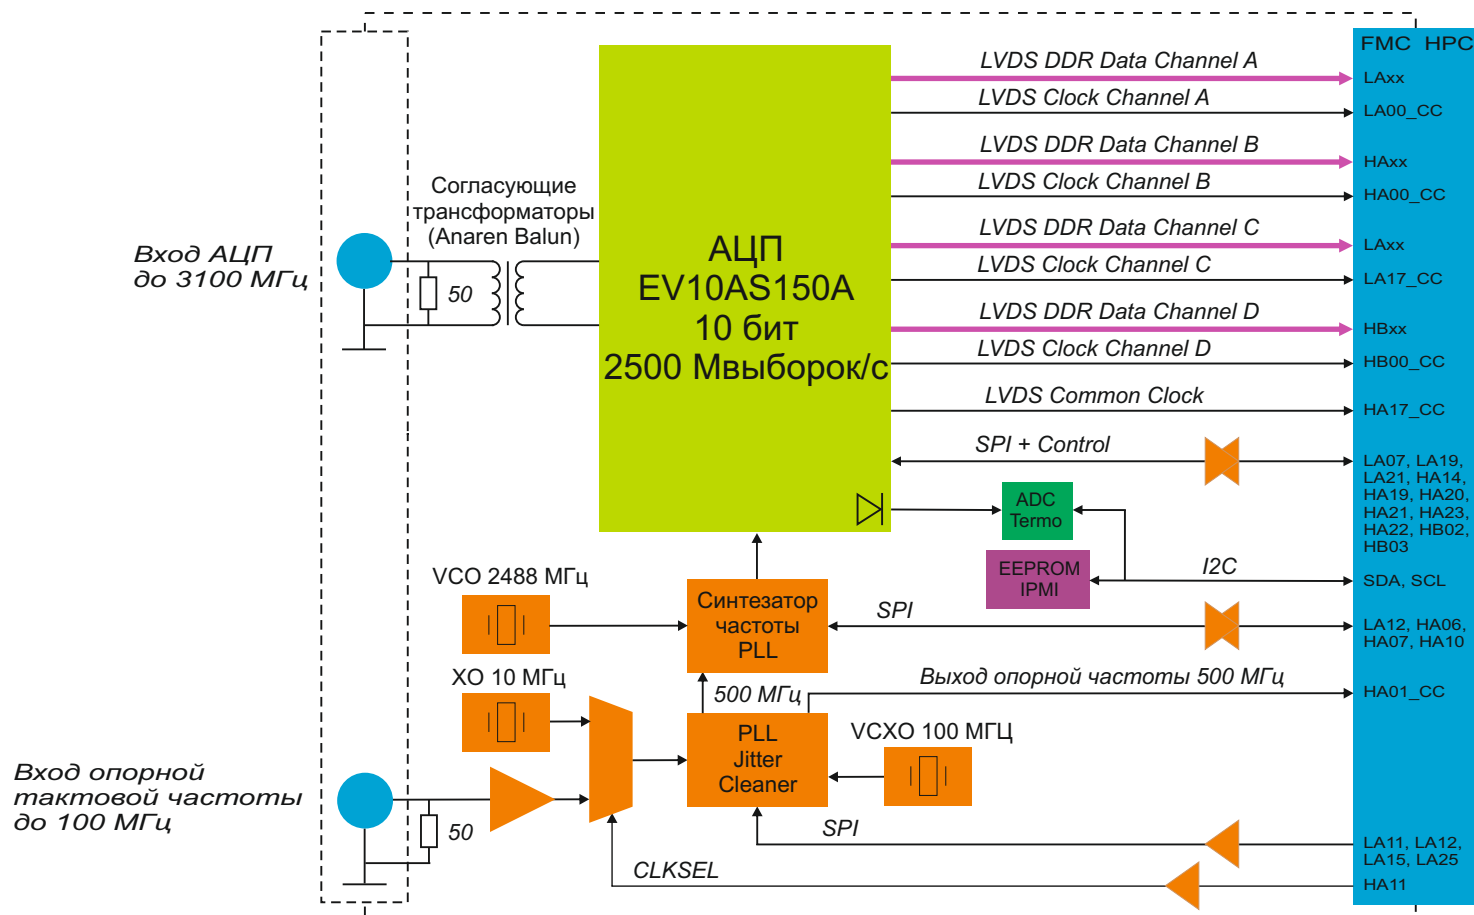 FMC HPC
LVDS DDR Data Channel A
LAxx
LVDS Clock Channel A
LA00_CC
LVDS DDR Data Channel B
HAxx
LVDS Clock Channel B
HA00_CC
Согласующие
трансформаторы
(Anaren Balun)
Вход АЦП
до 3100 МГц
50
АЦП
EV10AS150A
10 бит
2500 Мвыборок/с
LVDS DDR Data Channel C
LAxx
LVDS Clock Channel C
LA17_CC
LVDS DDR Data Channel D
HBxx
LVDS Clock Channel D
HB00_CC
LVDS Common Clock
HA17_CC
SPI + Control
LA07, LA19,
LA21, HA14,
HA19, HA20,
HA21, HA23,
HA22, HB02,
HB03
ADC
Termo
EEPROM
IPMI
I2C
SDA, SCL
VCO 2488 МГц
Синтезатор
частоты
PLL
SPI
LA12, HA06,
HA07, HA10
XO 10 МГц
500 МГц
Выход опорной частоты 500 МГц
HA01_CC
PLL
Jitter
Cleaner
VCXO 100 МГЦ
Вход опорной
тактовой частоты
до 100 МГц
50
SPI
LA11, LA12,
LA15, LA25
CLKSEL
HA11